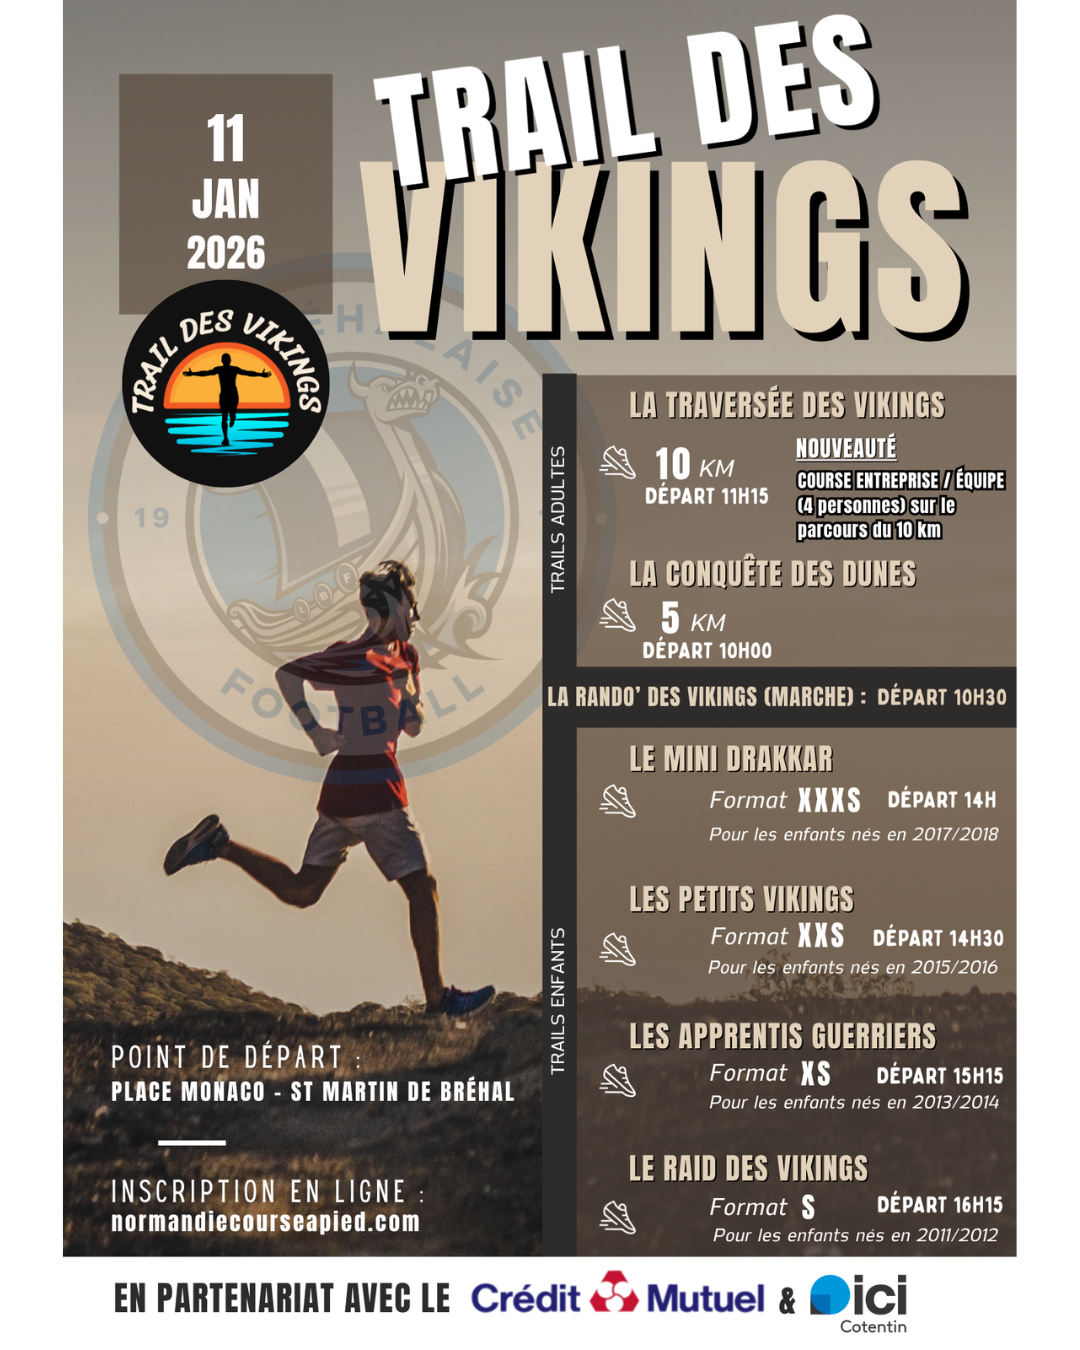 TRAIL DES
VIKINGS
11
JAN
2026
TRAIL DES VIKINGS
19
FOOTBALL
L B F
LA TRAVERSÉE DES VIKINGS
10 KM
DÉPART 11H15
NOUVEAUTÉ
COURSE ENTREPRISE / ÉQUIPE
(4 personnes) sur le
parcours du 10 km
TRAILS ADULTES
LA CONQUÊTE DES DUNES
5 KM
DÉPART 10H00
LA RANDO' DES VIKINGS (MARCHE) : DÉPART 10H30
TRAILS ENFANTS
LE MINI DRAKKAR
Format XXXS DÉPART 14H
Pour les enfants nés en 2017/2018
LES PETITS VIKINGS
Format XXS DÉPART 14H30
Pour les enfants nés en 2015/2016
LES APPRENTIS GUERRIERS
Format XS DÉPART 15H15
Pour les enfants nés en 2013/2014
LE RAID DES VIKINGS
Format S DÉPART 16H15
Pour les enfants nés en 2011/2012
POINT DE DÉPART :
PLACE MONACO - ST MARTIN DE BRÉHAL
INSCRIPTION EN LIGNE :
normandiecourseapied.com
EN PARTENARIAT AVEC LE Crédit Mutuel & ici
Cotentin